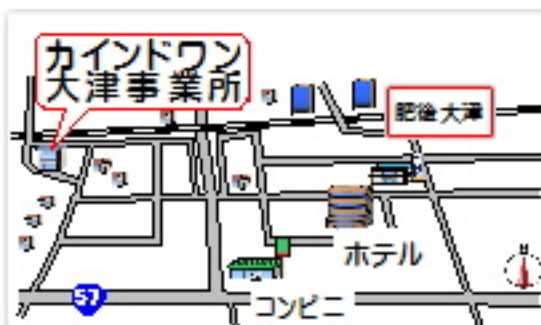 カインドワン
大津事業所
肥後大津
ホテル
コンビニ
57